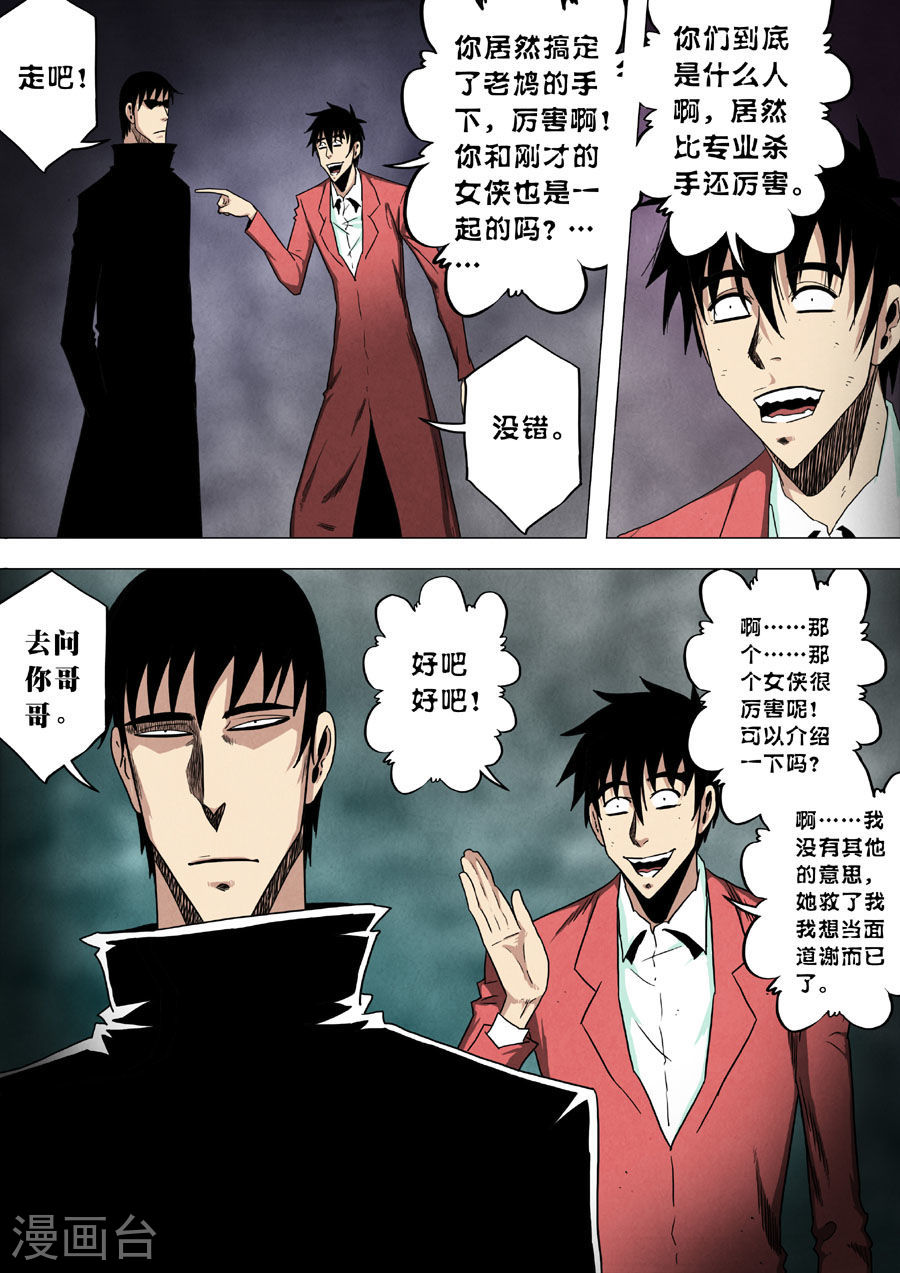 走吧！
你居然搞定
了老鸠的手
下，厉害啊！
你和刚才的
女侠也是一
起的吗？……
……
没错。
你们到底
是什么人
啊，居然
比专业杀
手还厉害。
去问
你哥
哥。
好吧
好吧！
啊……那
个……那
个女侠很
厉害呢！
可以介绍
一下吗？
啊……我
没有其他
的意思，
她救了我
我想当面
道谢而已
了。
漫画台